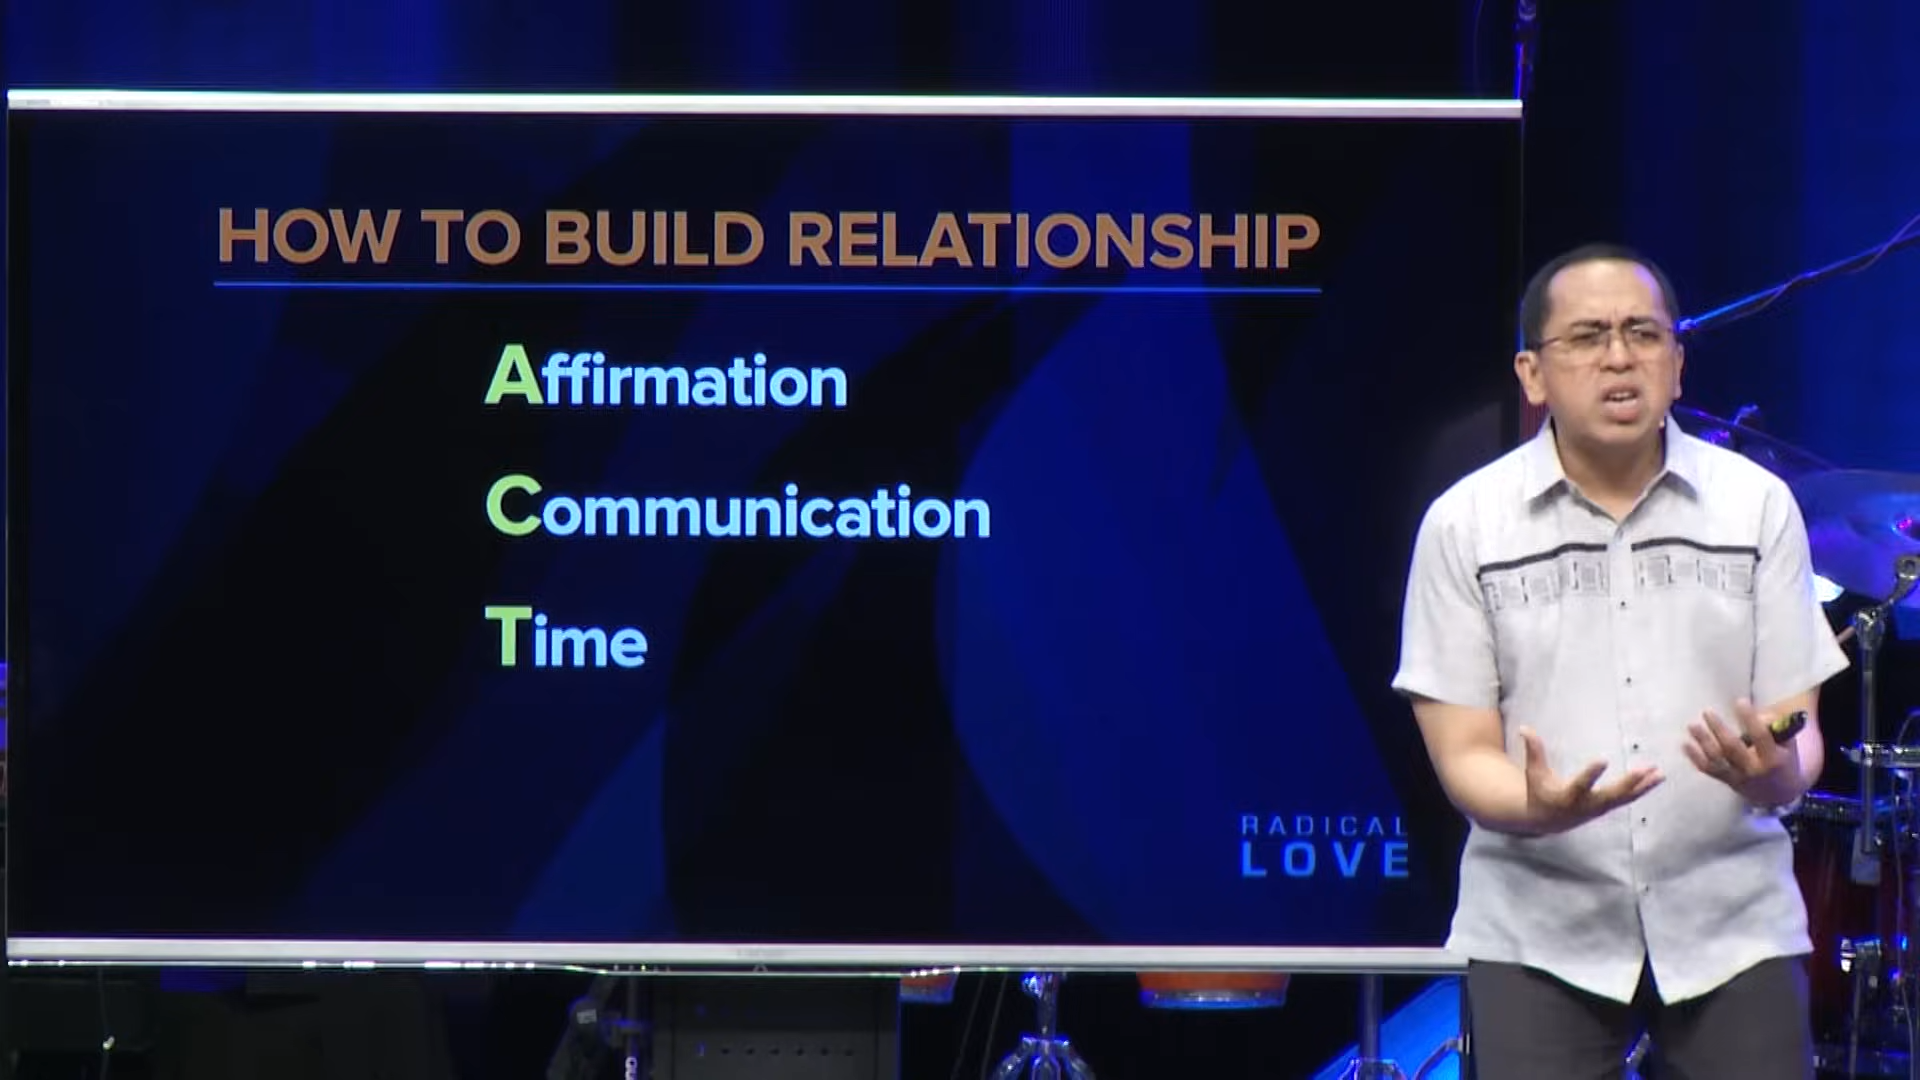 HOW TO BUILD RELATIONSHIP
Affirmation
Communication
Time
RADICAL
LOVE